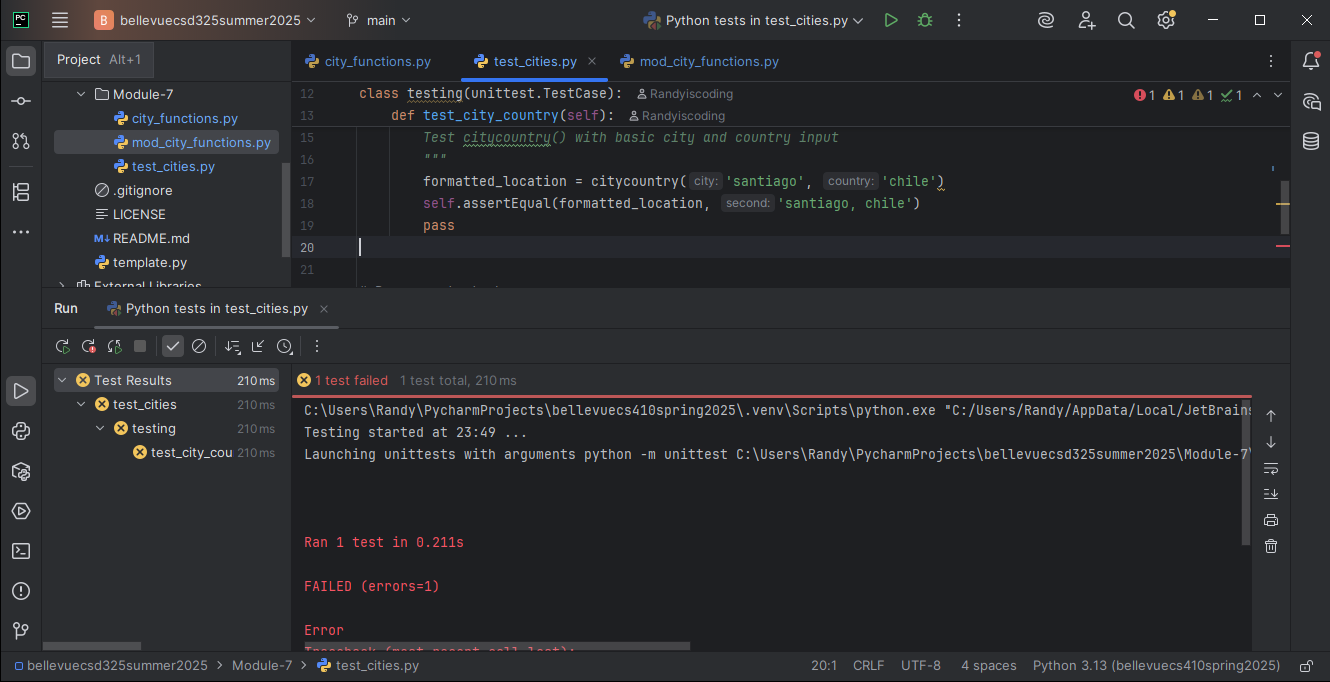 PC
B bellevuecsd325summer2025 main Python tests in test_cities.py
Project Alt+1
city_functions.py test_cities.py mod_city_functions.py
Module-7
city_functions.py
mod_city_functions.py
test_cities.py
.gitignore
LICENSE
M↓ README.md
template.py
External Libraries
12 class testing(unittest.TestCase): Randyiscoding
1 1 1 1
13 def test_city_country(self): Randyiscoding
15 Test citycountry() with basic city and country input
16 """
17 formatted_location = citycountry( city: 'santiago', country: 'chile')
18 self.assertEqual(formatted_location, second: 'santiago, chile')
19 pass
20
21
Run Python tests in test_cities.py
Test Results 210 ms
test_cities 210 ms
testing 210 ms
test_city_cou 210 ms
1 test failed 1 test total, 210 ms
C:\Users\Randy\PycharmProjects\bellevuecs410spring2025\.venv\Scripts\python.exe "C:/Users/Randy/AppData/Local/JetBrains
Testing started at 23:49 ...
Launching unittests with arguments python -m unittest C:\Users\Randy\PycharmProjects\bellevuecsd325summer2025\Module-7\
Ran 1 test in 0.211s
FAILED (errors=1)
Error
Traceback (most recent call last):
bellevuecsd325summer2025 > Module-7 > test_cities.py
20:1 CRLF UTF-8 4 spaces Python 3.13 (bellevuecs410spring2025)